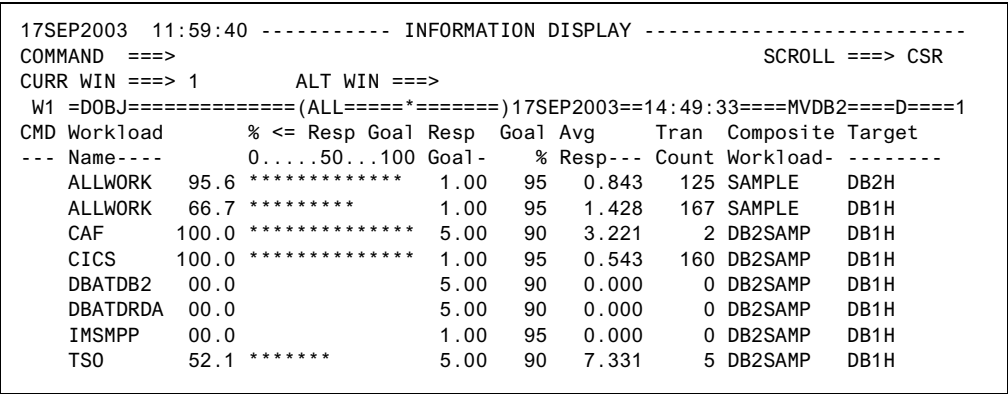 17SEP2003  11:59:40 ----------- INFORMATION DISPLAY ---------------------------
COMMAND  ===>                                                 SCROLL ===> CSR
CURR WIN ===> 1        ALT WIN ===>
 W1 =DOBJ==============(ALL=====*=======)17SEP2003==14:49:33====MVDB2====D====1
CMD Workload       % <= Resp Goal Resp  Goal Avg     Tran  Composite Target
--- Name----       0.....50...100 Goal-    % Resp--- Count Workload- --------
    ALLWORK   95.6 *************   1.00   95   0.843   125 SAMPLE    DB2H
    ALLWORK   66.7 *********       1.00   95   1.428   167 SAMPLE    DB1H
    CAF      100.0 **************  5.00   90   3.221     2 DB2SAMP   DB1H
    CICS     100.0 **************  1.00   95   0.543   160 DB2SAMP   DB1H
    DBATDB2   00.0                 5.00   90   0.000     0 DB2SAMP   DB1H
    DBATDRDA  00.0                 5.00   90   0.000     0 DB2SAMP   DB1H
    IMSMPP    00.0                 1.00   95   0.000     0 DB2SAMP   DB1H
    TSO       52.1 *******         5.00   90   7.331     5 DB2SAMP   DB1H